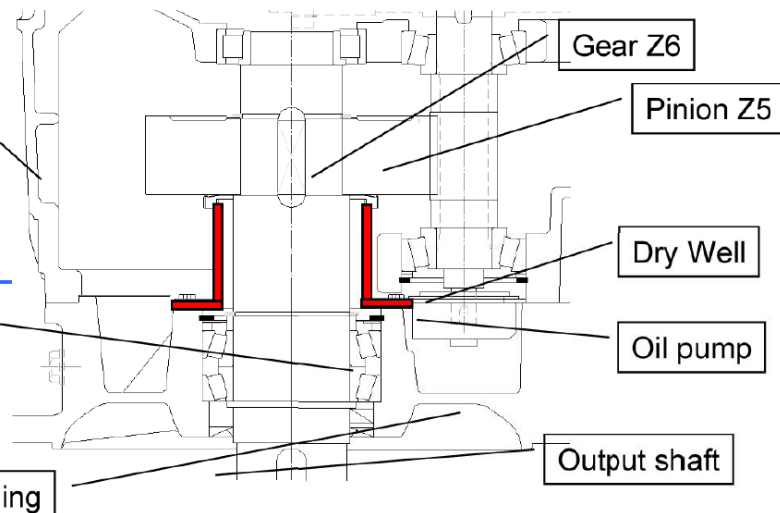 Gear Z6
Pinion Z5
Dry Well
Oil pump
Output shaft
ing